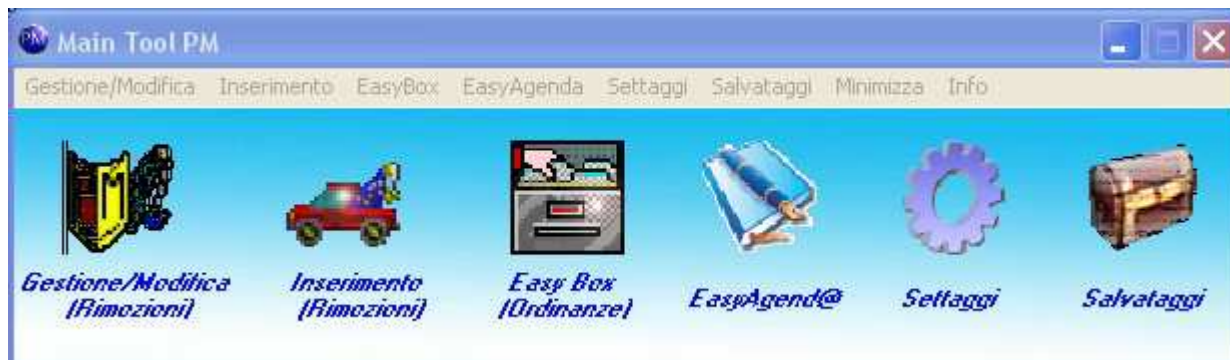 PM Main Tool PM
Gestione/Modifica Inserimento EasyBox EasyAgenda Settaggi Salvataggi Minimizza Info
Gestione/Modifica
(Rimozioni)
Inserimento
(Rimozioni)
Easy Box
(Ordinanze)
EasyAgend@
Settaggi
Salvataggi